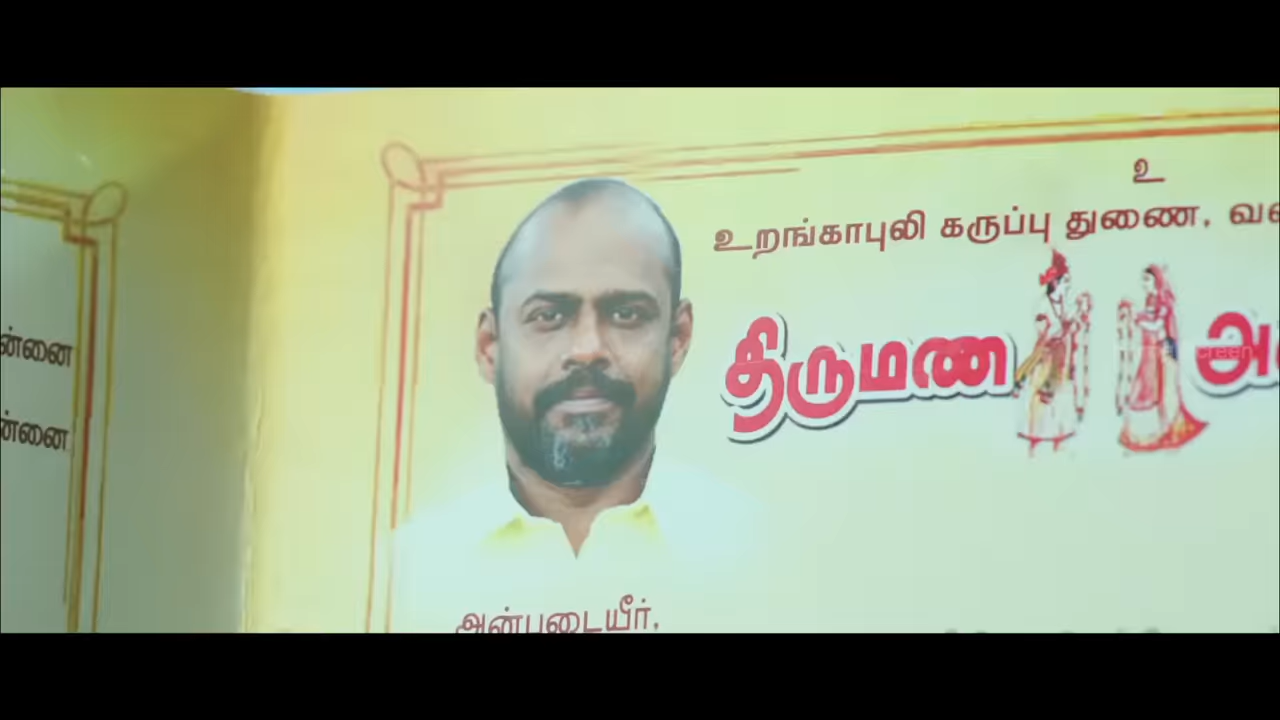 உ
உறங்காபுலி கருப்பு துணை,
திருமண
அன்புடையீர்,